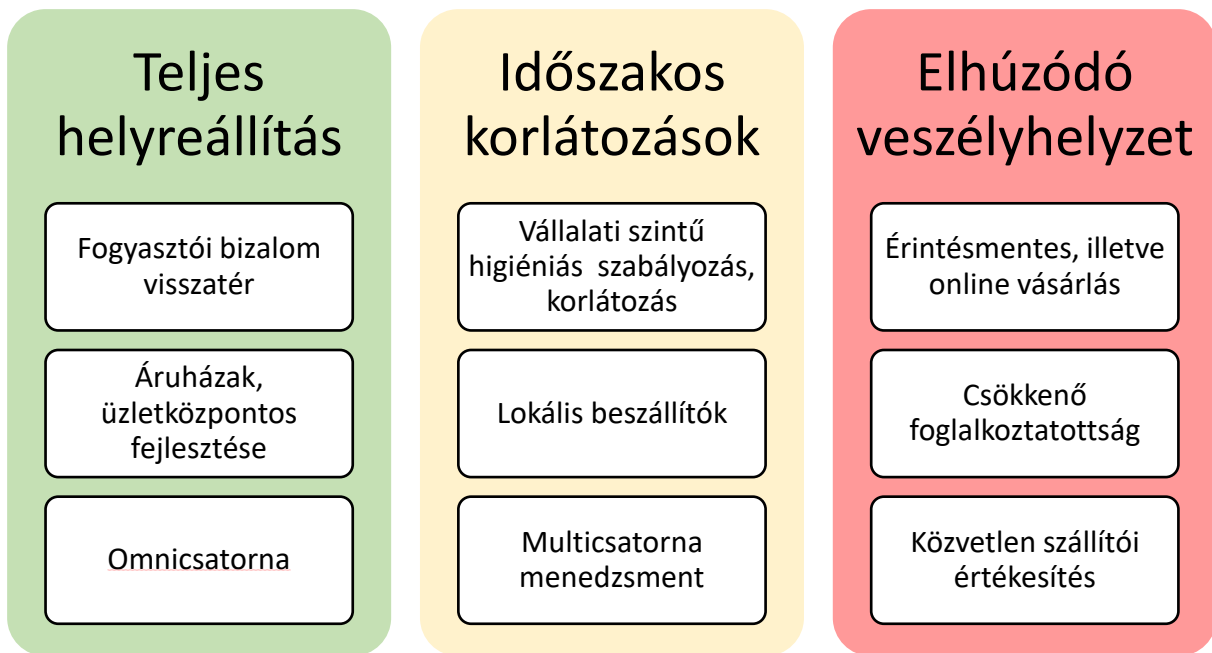 Teljes
helyreállítás
Fogyasztói bizalom
visszatér
Áruházak,
üzletközpontos
fejlesztése
Omnicsatorna
Időszakos
korlátozások
Vállalati szintű
higiéniás szabályozás,
korlátozás
Lokális beszállítók
Multicsatorna
menedzsment
Elhúzódó
veszélyhelyzet
Érintésmentes, illetve
online vásárlás
Csökkenő
foglalkoztatottság
Közvetlen szállítói
értékesítés